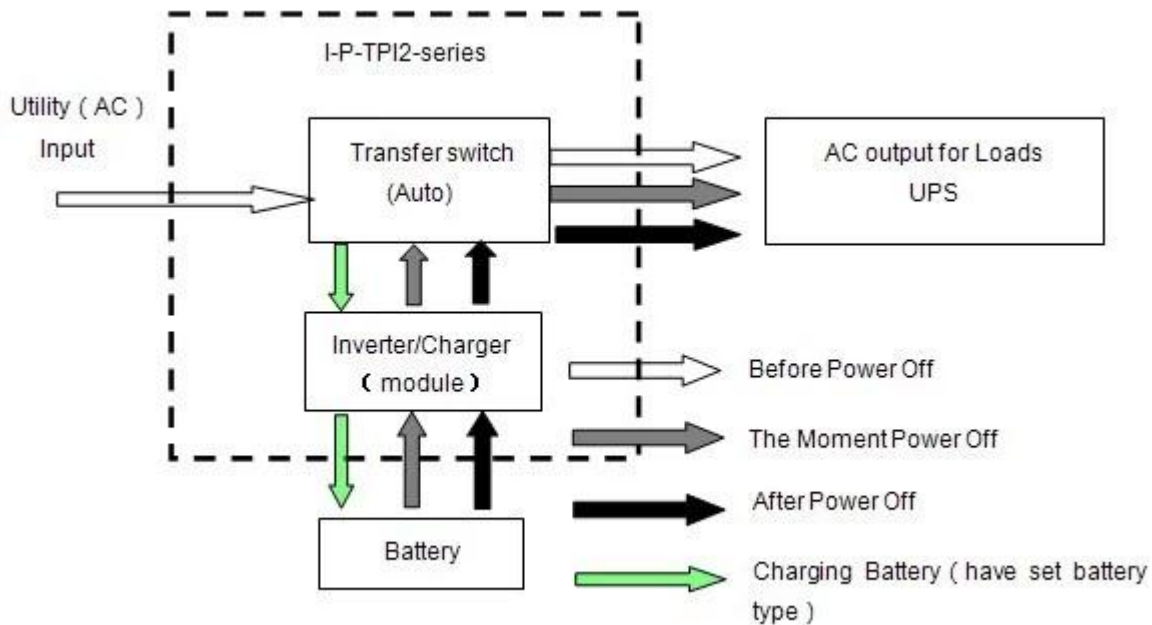 I-P-TPI2-series
Utility ( AC )
Input
Transfer switch
(Auto)
AC output for Loads
UPS
Inverter/Charger
( module )
Before Power Off
The Moment Power Off
After Power Off
Battery
Charging Battery ( have set battery
type )